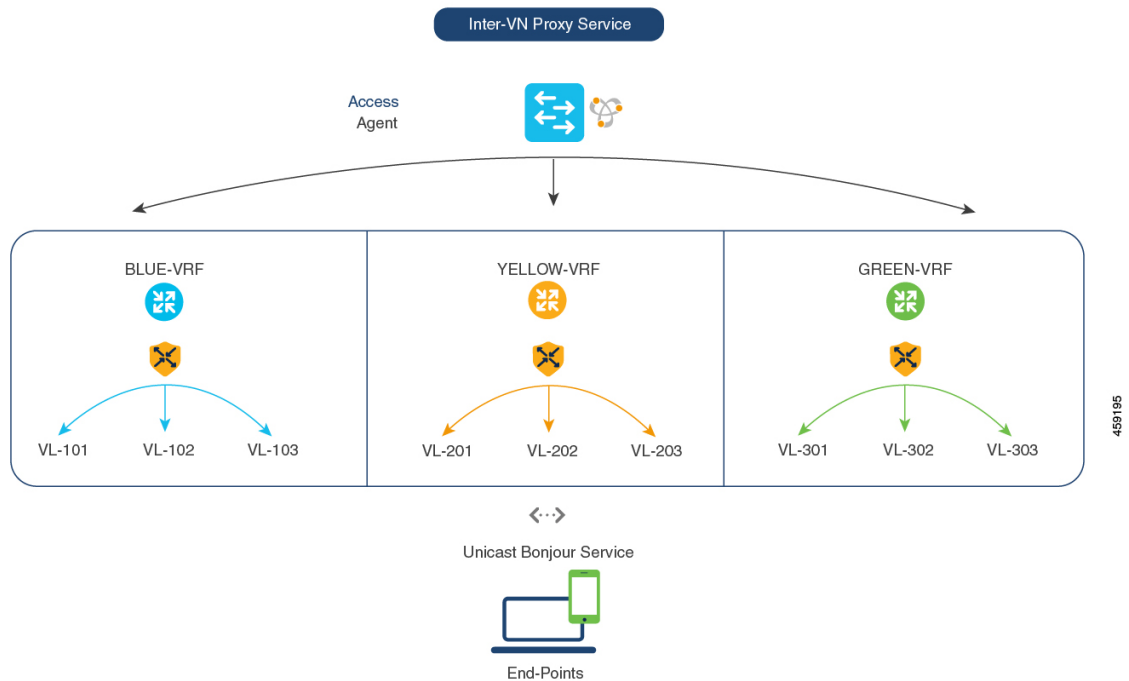 Inter-VN Proxy Service
Access
Agent
BLUE-VRF
YELLOW-VRF
GREEN-VRF
VL-101
VL-102
VL-103
VL-201
VL-202
VL-203
VL-301
VL-302
VL-303
459195
Unicast Bonjour Service
End-Points